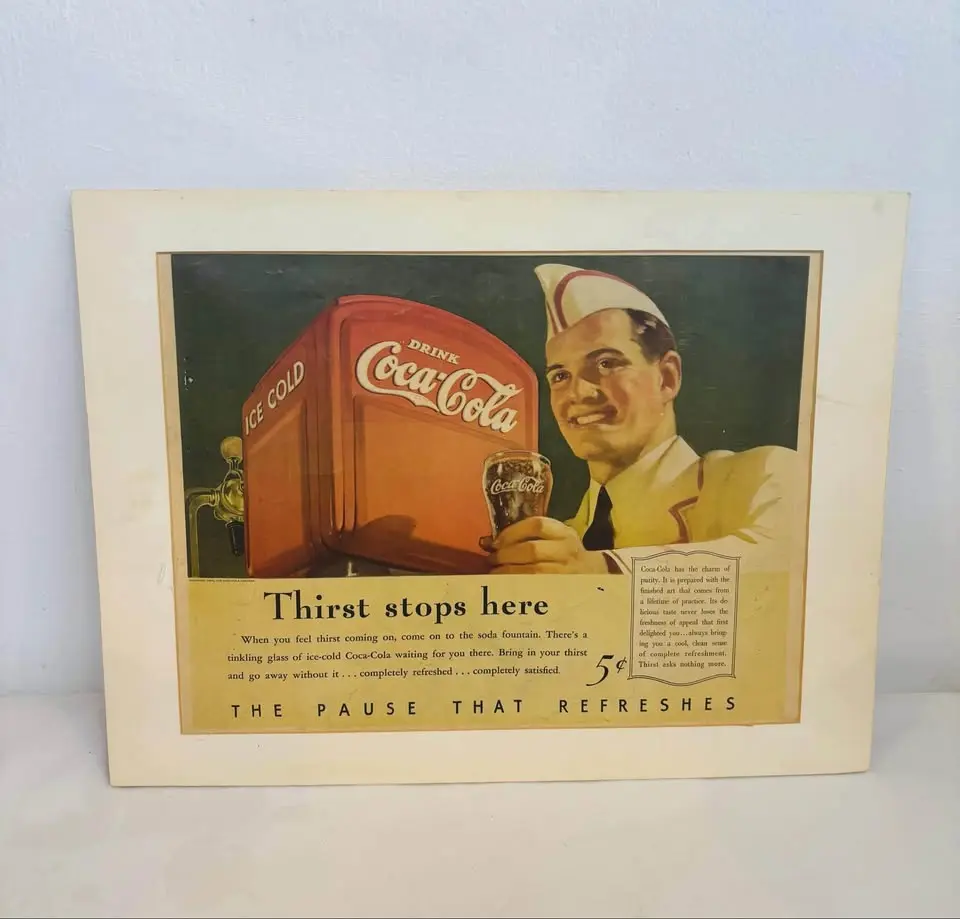 ICE COLD
DRINK
Coca-Cola
Coca-Cola
Thirst stops here
When you feel thirst coming on, come on to the soda fountain. There's a
tinkling glass of ice-cold Coca-Cola waiting for you there. Bring in your thirst
and go away without it . . . completely refreshed . . . completely satisfied.
5¢
Coca-Cola has the charm of
purity. It is prepared with the
finished art that comes from
a lifetime of practice. Its de-
licious taste never loses the
freshness of appeal that first
delighted you...always bring-
ing you a cool, clean sense
of complete refreshment.
Thirst asks nothing more.
THE PAUSE THAT REFRESHES